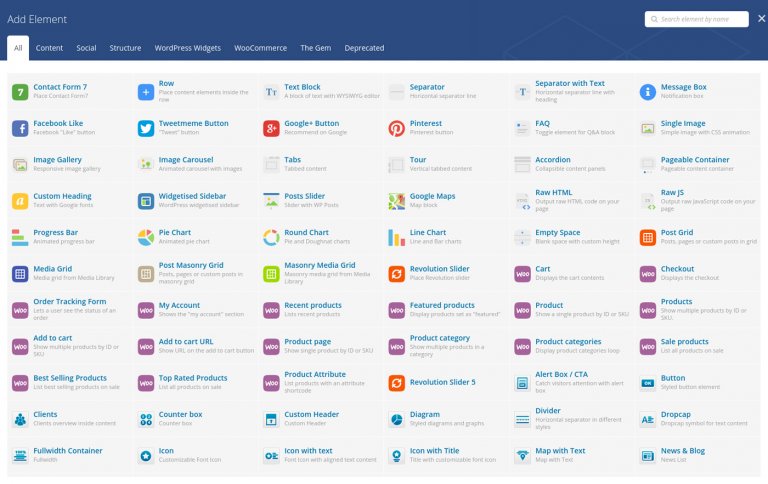 Add Element
Search element by name
All Content Social Structure WordPress Widgets WooCommerce The Gem Deprecated
Contact Form 7
Place Contact Form7
Row
Place content elements inside the
row
Text Block
A block of text with WYSIWYG editor
Separator
Horizontal separator line
Separator with Text
Horizontal separator line with
heading
Message Box
Notification box
Facebook Like
Facebook "Like" button
Tweetmeme Button
"Tweet" button
Google+ Button
Recommend on Google
Pinterest
Pinterest button
FAQ
Toggle element for Q&A block
Single Image
Simple image with CSS animation
Image Gallery
Responsive image gallery
Image Carousel
Animated carousel with images
Tabs
Tabbed content
Tour
Vertical tabbed content
Accordion
Collapsible content panels
Pageable Container
Pageable content container
Custom Heading
Text with Google fonts
Widgetised Sidebar
WordPress widgetised sidebar
Posts Slider
Slider with WP Posts
Google Maps
Map block
Raw HTML
Output raw HTML code on your
page
Raw JS
Output raw JavaScript code on your
page
Progress Bar
Animated progress bar
Pie Chart
Animated pie chart
Round Chart
Pie and Doughnat charts
Line Chart
Line and Bar charts
Empty Space
Blank space with custom height
Post Grid
Posts, pages or custom posts in grid
Media Grid
Media grid from Media Library
Post Masonry Grid
Posts, pages or custom posts in
masonry grid
Masonry Media Grid
Masonry media grid from Media
Library
Revolution Slider
Place Revolution slider
Cart
Displays the cart contents
Checkout
Displays the checkout
Order Tracking Form
Lets a user see the status of an
order
My Account
Shows the "my account" section
Recent products
Lists recent products
Featured products
Display products set as "featured"
Product
Show a single product by ID or SKU
Products
Show multiple products by ID or
SKU.
Add to cart
Show multiple products by ID or
SKU
Add to cart URL
Show URL on the add to cart button
Product page
Show single product by ID or SKU
Product category
Show multiple products in a
category
Product categories
Display product categories loop
Sale products
List all products on sale
Best Selling Products
List best selling products on sale
Top Rated Products
List all products on sale
Product Attribute
List products with an attribute
shortcode
Revolution Slider 5
Alert Box / CTA
Catch visitors attention with alert
box
Button
Styled button element
Clients
Clients overview inside content
Counter box
Counter box
Custom Header
Custom Header
Diagram
Styled diagrams and graphs
Divider
Horizontal separator in different
styles
Dropcap
Dropcap symbol for text content
Fullwidth Container
Fullwidth
Icon
Customizable Font Icon
Icon with text
Font Icon with aligned text content
Icon with Title
Title with customizable font icon
Map with Text
Map with Text
News & Blog
News List